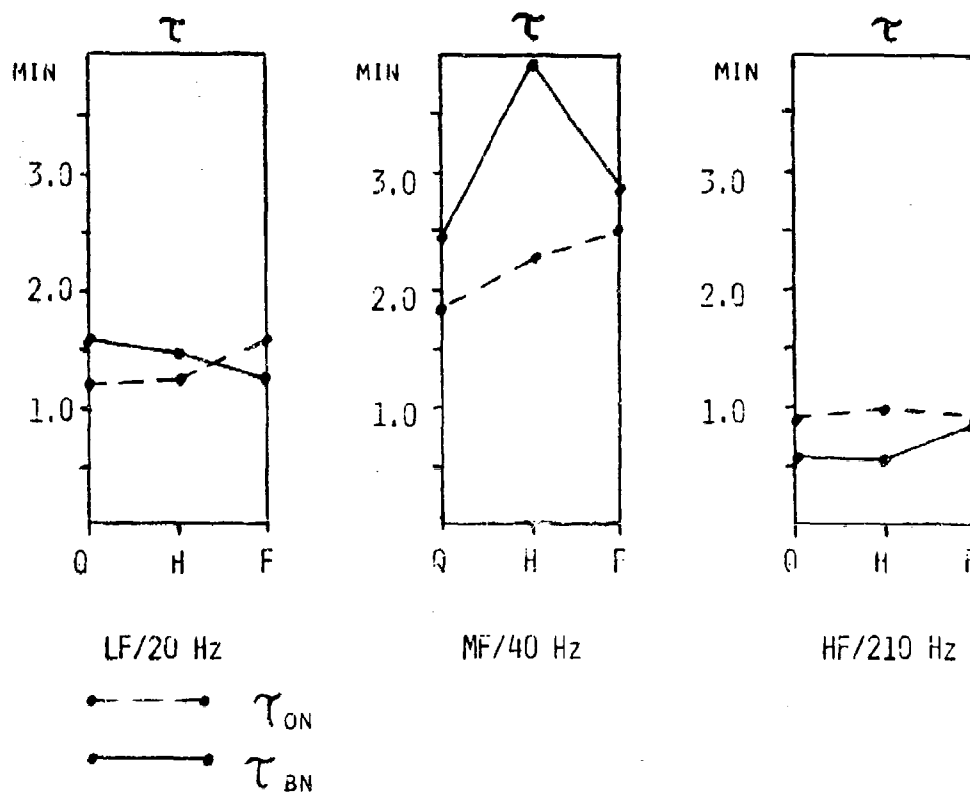 τ τ τ
MIN MIN MIN
3.0 3.0 3.0
2.0 2.0 2.0
1.0 1.0 1.0
Q H F Q H F Q H F
LF/20 Hz MF/40 Hz HF/210 Hz
τON
τBN